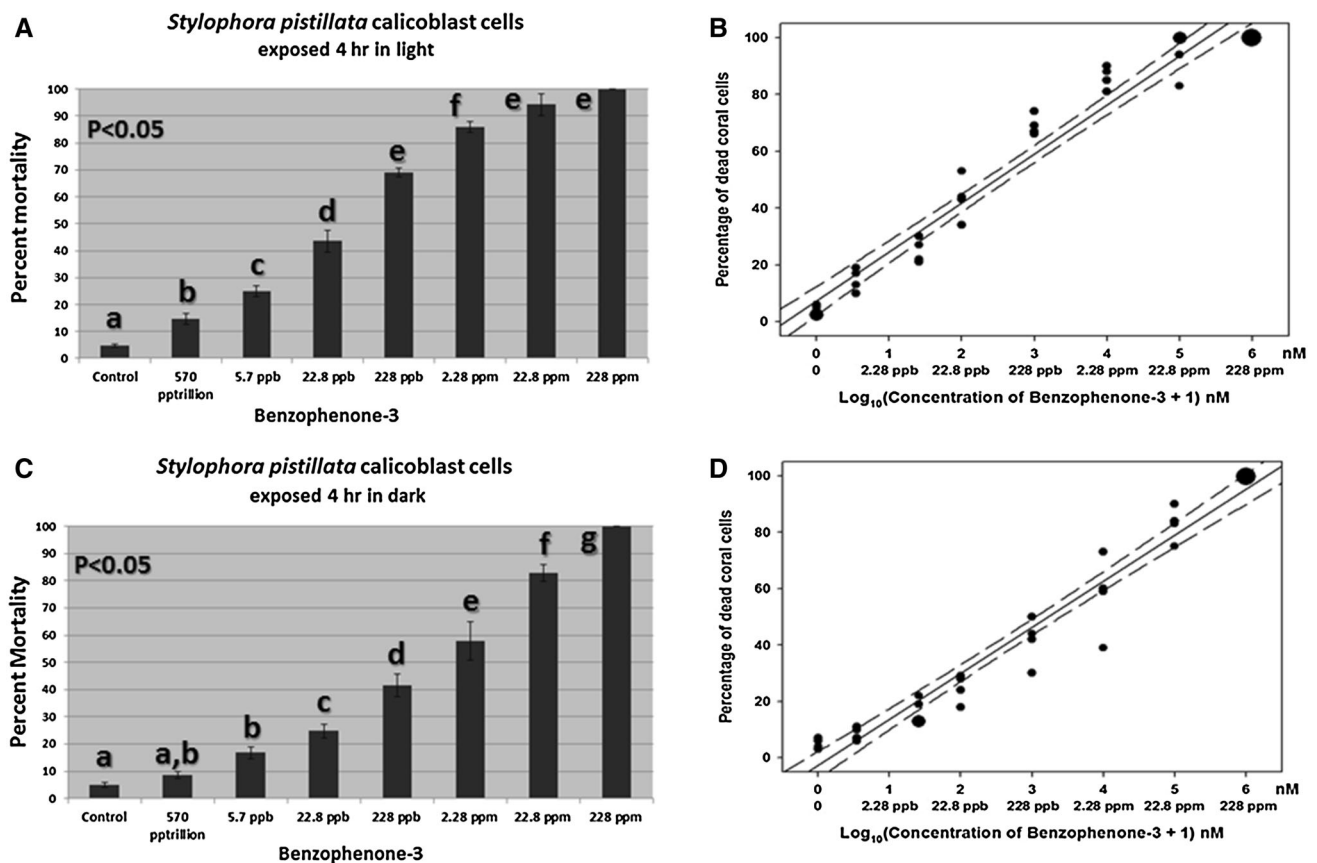 A
Stylophora pistillata calicoblast cells
exposed 4 hr in light
P<0.05
Percent mortality
100
90
80
70
60
50
40
30
20
10
0
a
b
c
d
e
f
e
e
Control
570 pptrillion
5.7 ppb
22.8 ppb
228 ppb
2.28 ppm
22.8 ppm
228 ppm
Benzophenone-3
B
Percentage of dead coral cells
100
80
60
40
20
0
0 1 2 3 4 5 6 nM
0 2.28 ppb 22.8 ppb 228 ppb 2.28 ppm 22.8 ppm 228 ppm
Log10(Concentration of Benzophenone-3 + 1) nM
C
Stylophora pistillata calicoblast cells
exposed 4 hr in dark
P<0.05
Percent Mortality
100
90
80
70
60
50
40
30
20
10
0
a
a,b
b
c
d
e
f
g
Control
570 pptrillion
5.7 ppb
22.8 ppb
228 ppb
2.28 ppm
22.8 ppm
228 ppm
Benzophenone-3
D
Percentage of dead coral cells
100
80
60
40
20
0
0 1 2 3 4 5 6 nM
0 2.28 ppb 22.8 ppb 228 ppb 2.28 ppm 22.8 ppm 228 ppm
Log10(Concentration of Benzophenone-3 + 1) nM